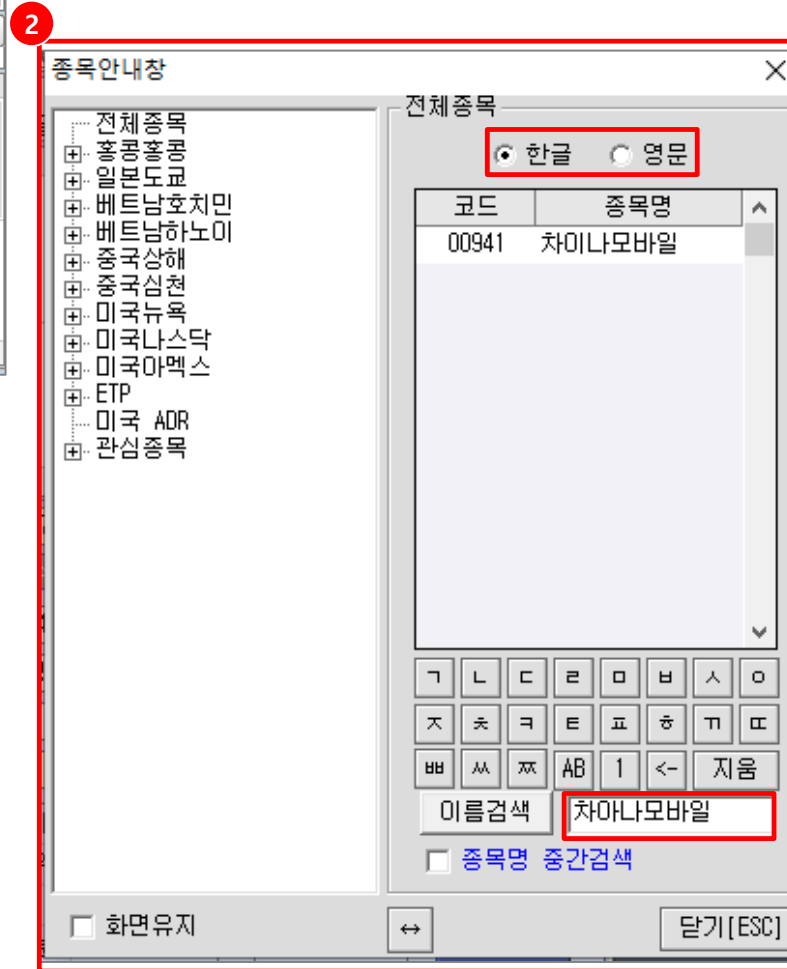 2
종목안내창
전체종목
홍콩홍콩
일본도쿄
베트남호치민
베트남하노이
중국상해
중국심천
미국뉴욕
미국나스닥
미국아멕스
ETP
미국 ADR
관심종목
전체종목
한글 영문
코드 종목명
00941 차이나모바일
ㄱ ㄴ ㄷ ㄹ ㅁ ㅂ ㅅ ㅇ
ㅈ ㅊ ㅋ ㅌ ㅍ ㅎ ㄲ ㄸ
ㅃ ㅆ ㅉ AB 1 <- 지움
이름검색 차아나모바일
종목명 중간검색
화면유지 ↔ 닫기[ESC]